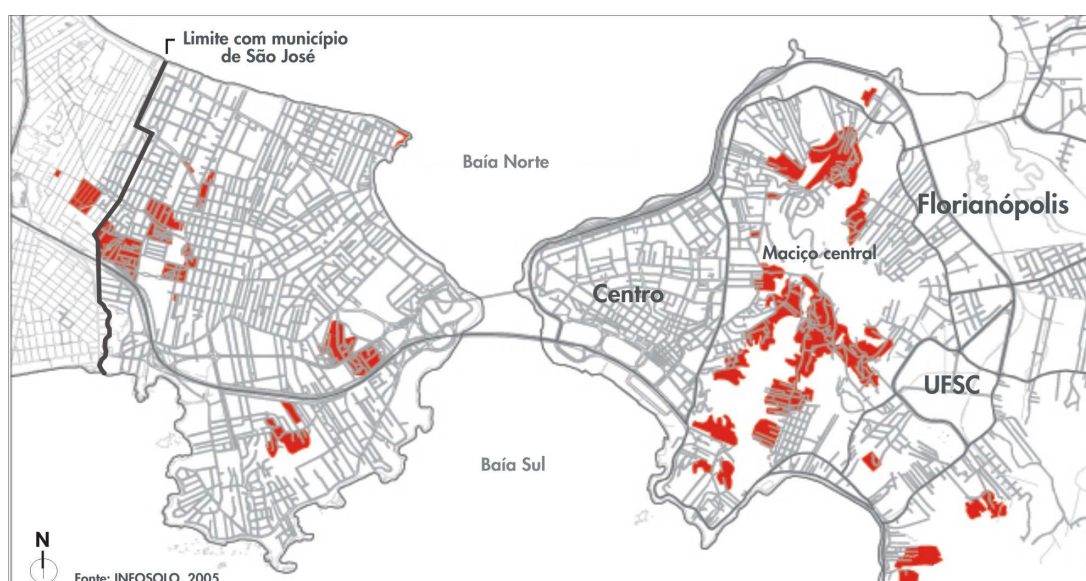 Limite com município
de São José
Baía Norte
Florianópolis
Maciço central
Centro
UFSC
Baía Sul
N
Fonte: INFOSOLO, 2005